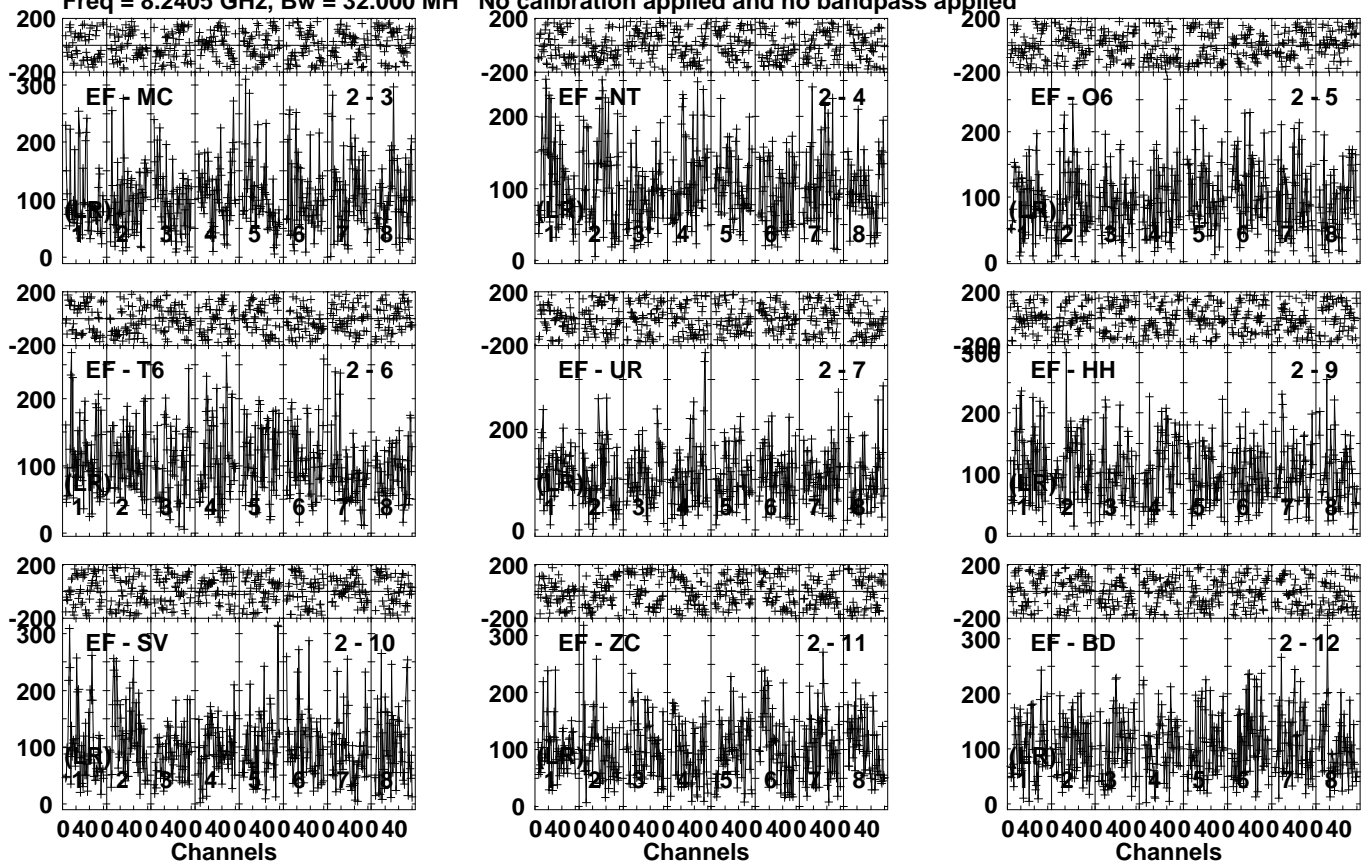 Freq = 8.2405 GHz, Bw = 32.000 MH No calibration applied and no bandpass applied
200 200 200
-200 -200 -200
300 EF - MC 2 - 3 EF - NT 2 - 4 EF - O6 2 - 5
200 200 200
100 100 100
(LR) (LR) (LR)
1 2 3 4 5 6 7 8 1 2 3 4 5 6 7 8 1 2 3 4 5 6 7 8
0 0 0
200 200 200
-200 -200 -200
EF - T6 2 - 6 EF - UR 2 - 7 300 EF - HH 2 - 9
200 200 200
100 100
(LR) (LR) (LR)
1 2 3 4 5 6 7 8 1 2 3 4 5 6 7 8 1 2 3 4 5 6 7 8
0 0 0
200 200 200
-200 -200 -200
300 EF - SV 2 - 10 300 EF - ZC 2 - 11 300 EF - BD 2 - 12
200 200 200
100 100 100
(LR) (LR) (LR)
1 2 3 4 5 6 7 8 1 2 3 4 5 6 7 8 1 2 3 4 5 6 7 8
0 0 0
0 40 0 40 0 40 0 40 0 40 0 40 0 40 0 40 0 40 0 40 0 40 0 40 0 40 0 40 0 40 0 40 0 40 0 40 0 40 0 40 0 40 0 40 0 40 0 40
Channels Channels Channels